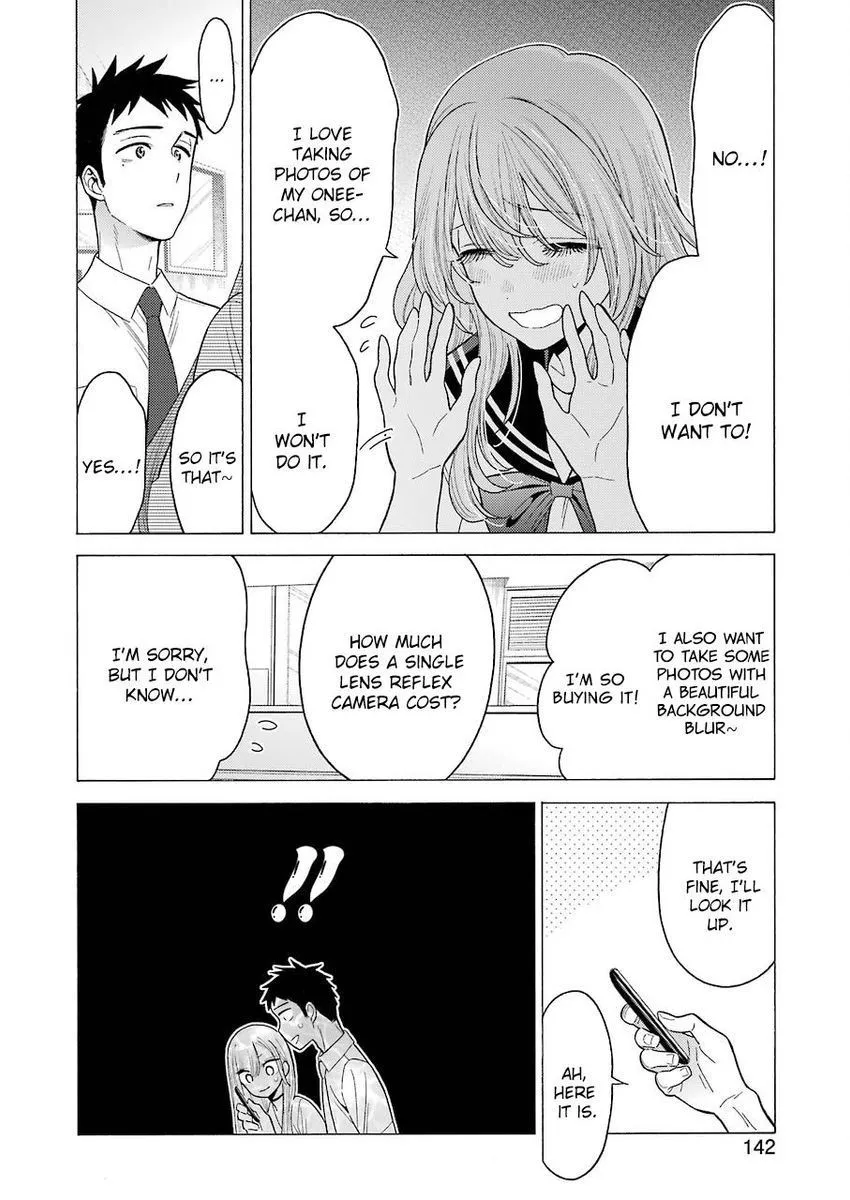 NO...!
I DON'T
WANT TO!
I LOVE
TAKING
PHOTOS OF
MY ONEE-
CHAN, SO...
I
WON'T
DO IT.
...
SO IT'S
THAT~
YES...!
I ALSO WANT
TO TAKE SOME
PHOTOS WITH
A BEAUTIFUL
BACKGROUND
BLUR~
I'M SO
BUYING IT!
HOW MUCH
DOES A SINGLE
LENS REFLEX
CAMERA COST?
I'M SORRY,
BUT I DON'T
KNOW...
THAT'S
FINE, I'LL
LOOK IT
UP.
AH,
HERE
IT IS.
!!
142